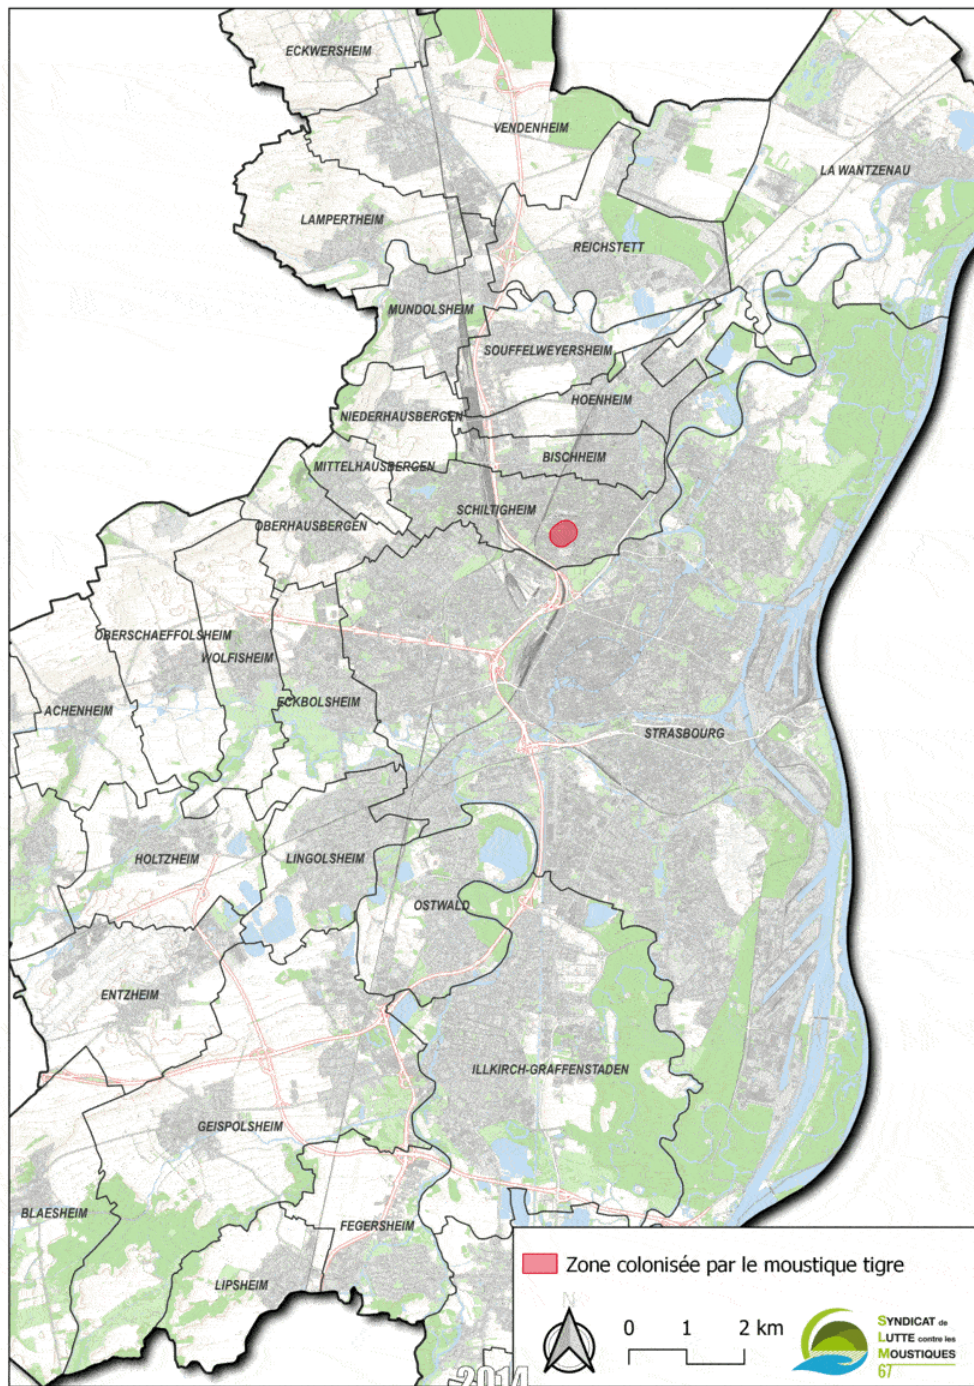 ECKWERSHEIM
VENDENHEIM
LA WANTZENAU
LAMPERTHEIM
REICHSTETT
MUNDOLSHEIM
SOUFFELWEYERSHEIM
HOENHEIM
NIEDERHAUSBERGEN
BISCHHEIM
MITTELHAUSBERGEN
SCHILTIGHEIM
OBERHAUSBERGEN
OBERSCHAEFFOLSHEIM
WOLFISHEIM
ECKBOLSHEIM
ACHENHEIM
STRASBOURG
HOLTZHEIM
LINGOLSHEIM
OSTWALD
ENTZHEIM
ILLKIRCH-GRAFFENSTADEN
GEISPOLSHEIM
BLAESHEIM
FEGERSHEIM
LIPSHEIM
Zone colonisée par le moustique tigre
N
0 1 2 km
SYNDICAT de
LUTTE contre les
MOUSTIQUES
67
2014